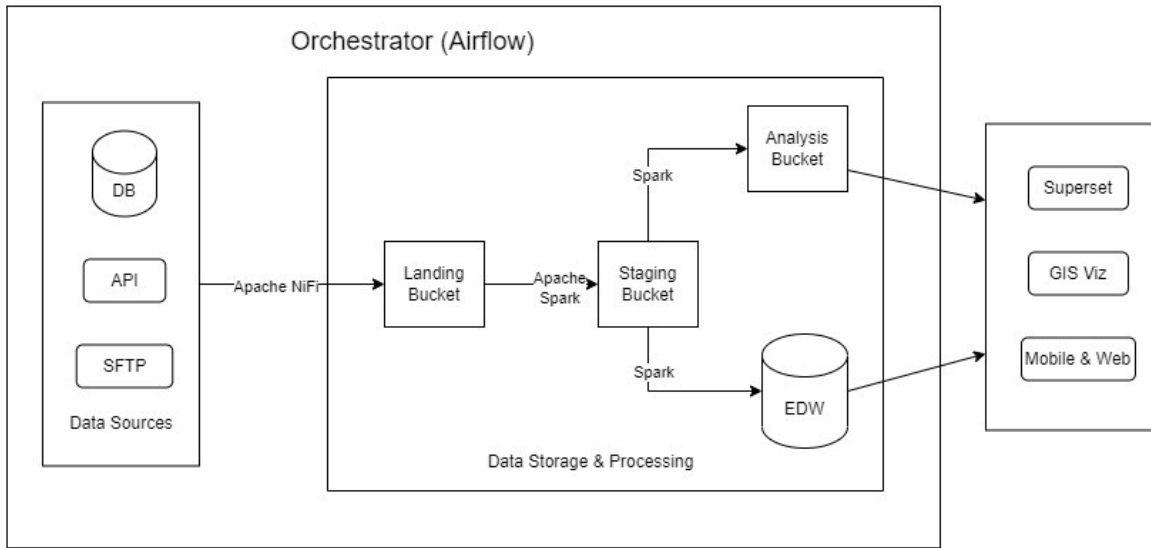 Orchestrator (Airflow)
DB
API
SFTP
Data Sources
Apache NiFi
Landing
Bucket
Apache
Spark
Staging
Bucket
Spark
Analysis
Bucket
Spark
EDW
Data Storage & Processing
Superset
GIS Viz
Mobile & Web